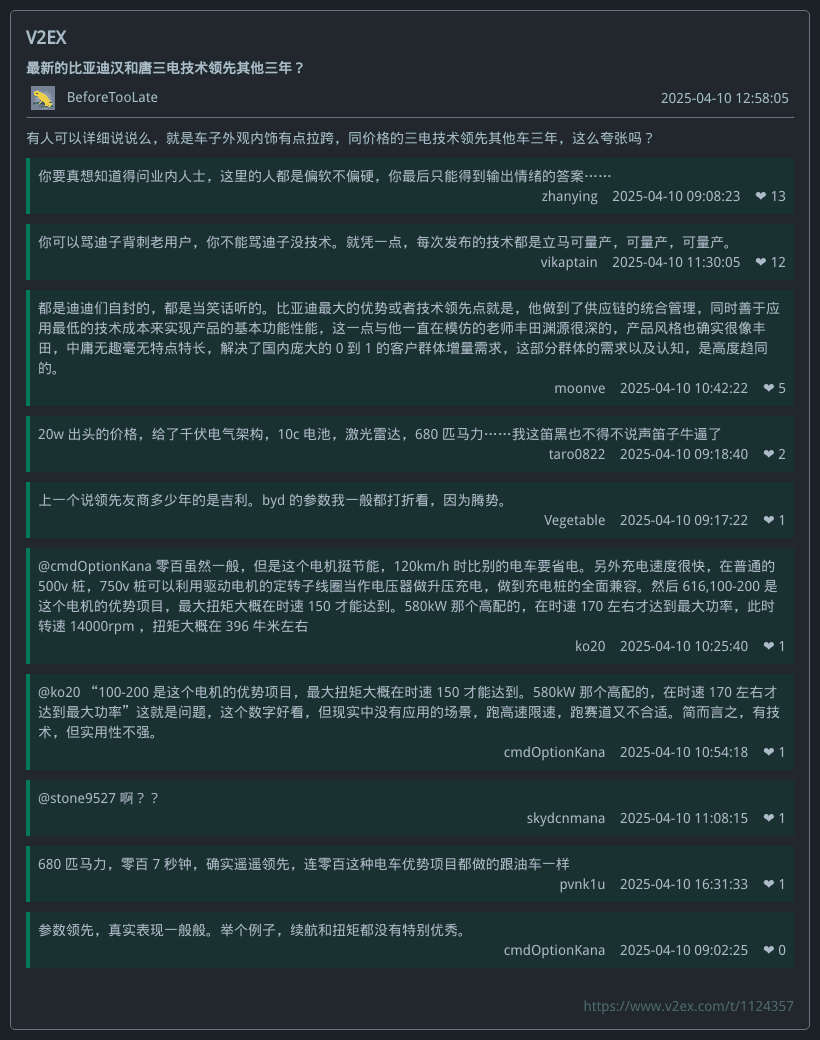 V2EX
最新的比亚迪汉和唐三电技术领先其他三年？
BeforeTooLate 2025-04-10 12:58:05
有人可以详细说说么，就是车子外观内饰有点拉跨，同价格的三电技术领先其他车三年，这么夸张吗？
你要真想知道得问业内人士，这里的人都是偏软不偏硬，你最后只能得到输出情绪的答案……
zhanying 2025-04-10 09:08:23 ❤ 13
你可以骂迪子背刺老用户，你不能骂迪子没技术。就凭一点，每次发布的技术都是立马可量产，可量产，可量产。
vikaptain 2025-04-10 11:30:05 ❤ 12
都是迪迪们自封的，都是当笑话听的。比亚迪最大的优势或者技术领先点就是，他做到了供应链的统合管理，同时善于应
用最低的技术成本来实现产品的基本功能性能，这一点与他一直在模仿的老师丰田渊源很深的，产品风格也确实很像丰
田，中庸无趣毫无特点特长，解决了国内庞大的 0 到 1 的客户群体增量需求，这部分群体的需求以及认知，是高度趋同
的。
moonve 2025-04-10 10:42:22 ❤ 5
20w 出头的价格，给了千伏电气架构，10c 电池，激光雷达，680 匹马力……我这笛黑也不得不说声笛子牛逼了
taro0822 2025-04-10 09:18:40 ❤ 2
上一个说领先友商多少年的是吉利。byd 的参数我一般都打折看，因为腾势。
Vegetable 2025-04-10 09:17:22 ❤ 1
@cmdOptionKana 零百虽然一般，但是这个电机挺节能，120km/h 时比别的电车要省电。另外充电速度很快，在普通的
500v 桩，750v 桩可以利用驱动电机的定转子线圈当作电压器做升压充电，做到充电桩的全面兼容。然后 616,100-200 是
这个电机的优势项目，最大扭矩大概在时速 150 才能达到。580kW 那个高配的，在时速 170 左右才达到最大功率，此时
转速 14000rpm ，扭矩大概在 396 牛米左右
ko20 2025-04-10 10:25:40 ❤ 1
@ko20 “100-200 是这个电机的优势项目，最大扭矩大概在时速 150 才能达到。580kW 那个高配的，在时速 170 左右才
达到最大功率”这就是问题，这个数字好看，但现实中没有应用的场景，跑高速限速，跑赛道又不合适。简而言之，有技
术，但实用性不强。
cmdOptionKana 2025-04-10 10:54:18 ❤ 1
@stone9527 啊？？
skydcnmana 2025-04-10 11:08:15 ❤ 1
680 匹马力，零百 7 秒钟，确实遥遥领先，连零百这种电车优势项目都做的跟油车一样
pvnk1u 2025-04-10 16:31:33 ❤ 1
参数领先，真实表现一般般。举个例子，续航和扭矩都没有特别优秀。
cmdOptionKana 2025-04-10 09:02:25 ❤ 0
https://www.v2ex.com/t/1124357